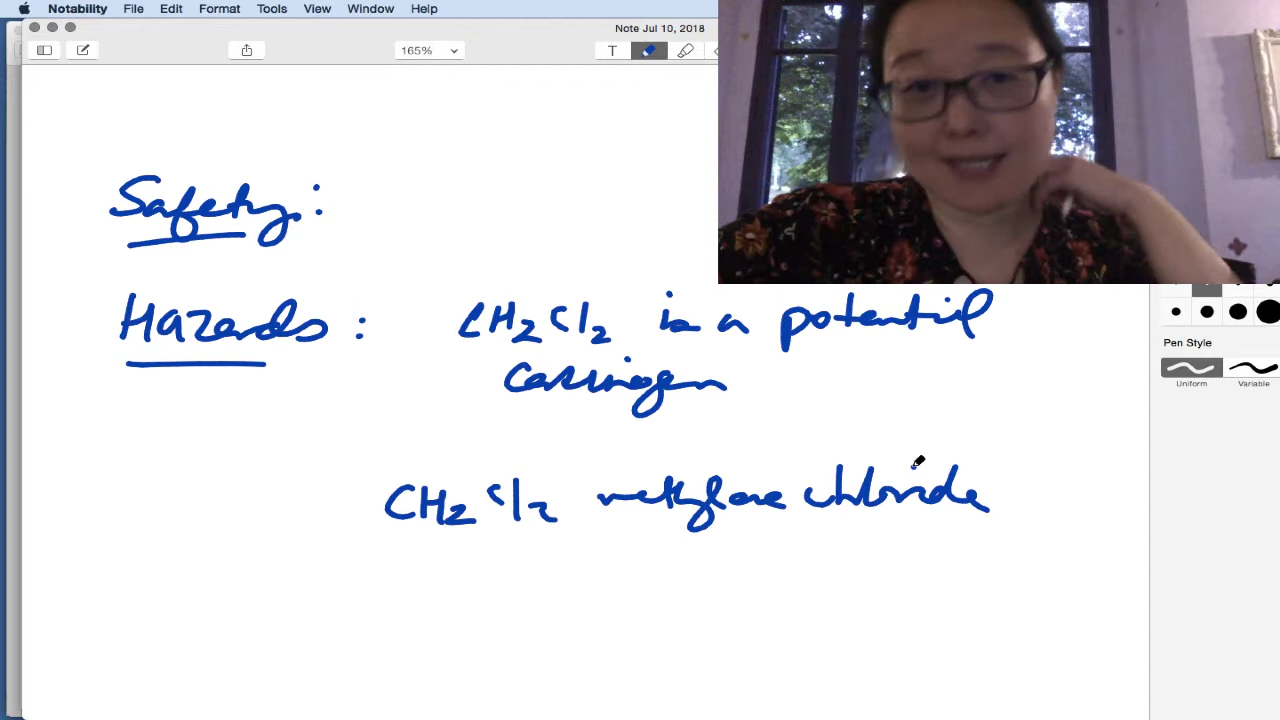 Notability File Edit Format Tools View Window Help
Note Jul 10, 2018
165% T
Safety:
Hazards: CH2Cl2 is a potential
carcinogen
Pen Style
Uniform Variable
CH2Cl2 methylene chloride